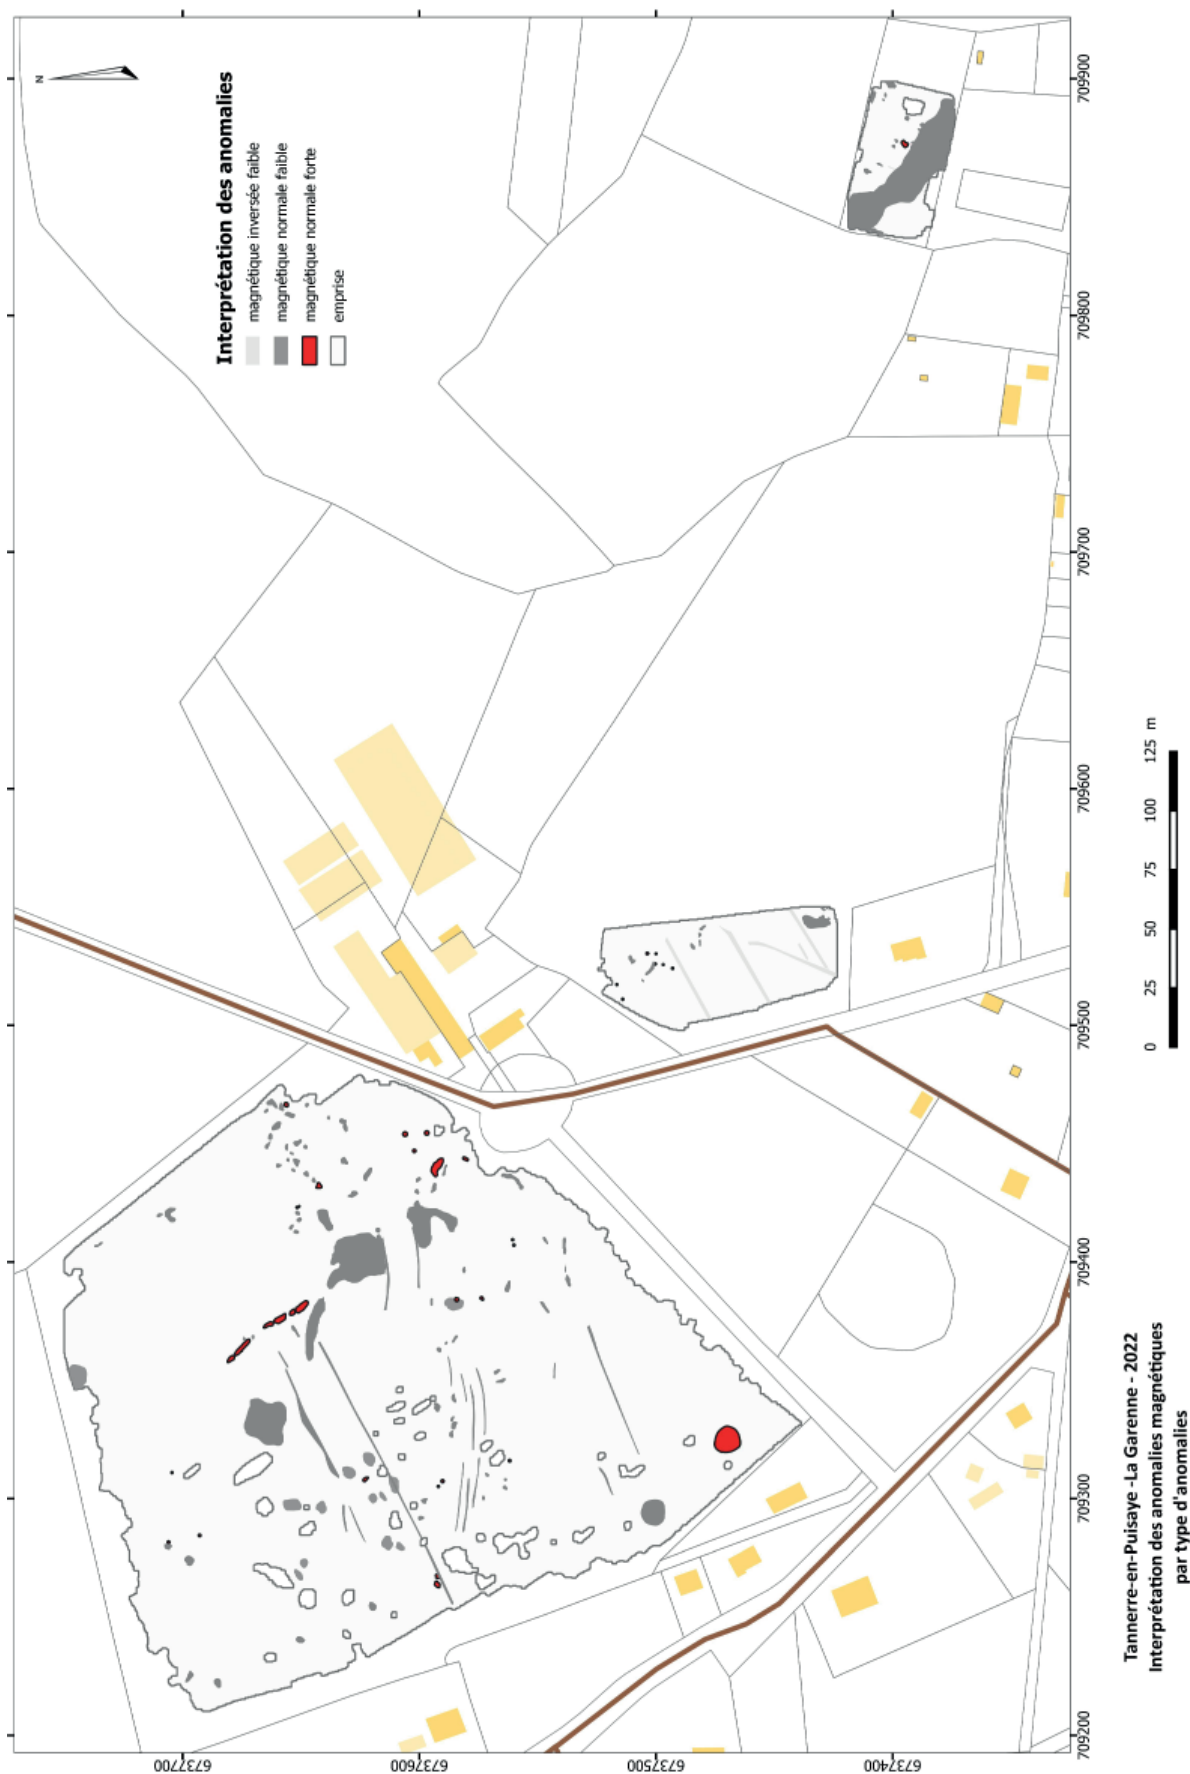 N
Interprétation des anomalies
magnétique inversée faible
magnétique normale faible
magnétique normale forte
emprise
6737700
6737600
6737500
6737400
709200
709300
709400
709500
709600
709700
709800
709900
0 25 50 75 100 125 m
Tannerre-en-Puisaye -La Garenne - 2022
Interprétation des anomalies magnétiques
par type d'anomalies